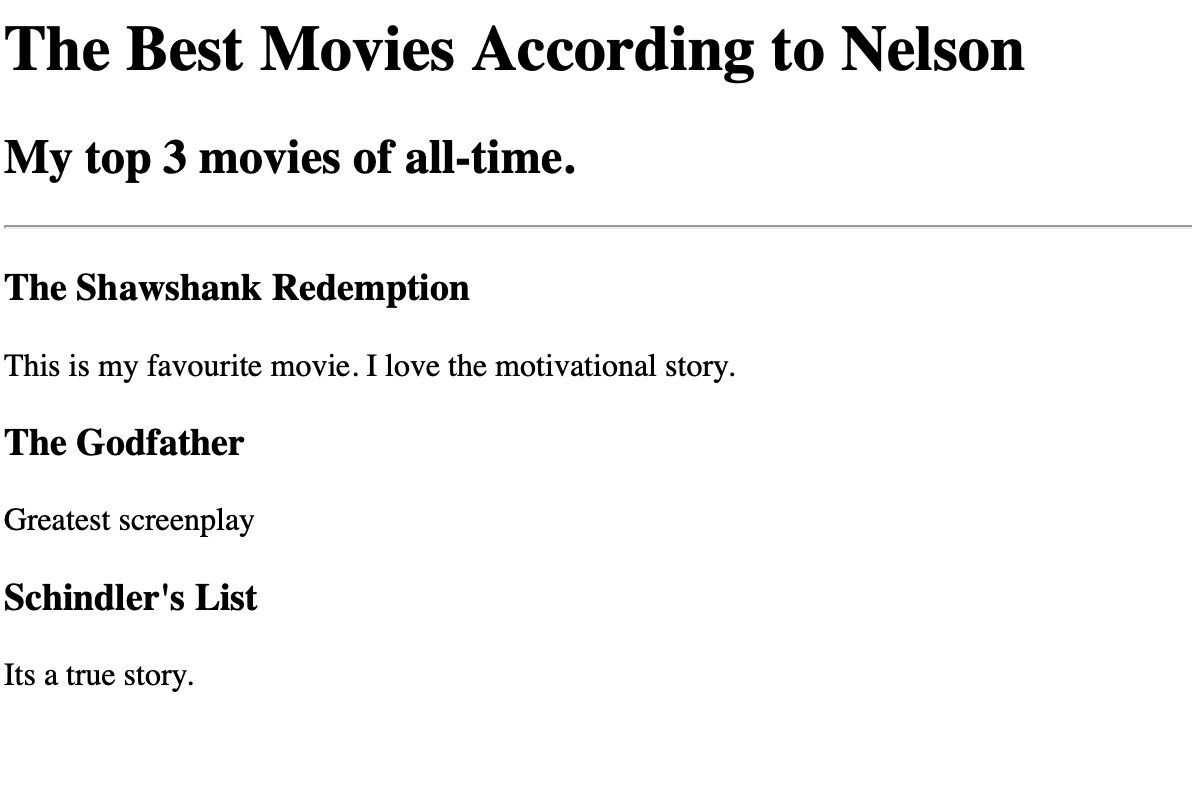 The Best Movies According to Nelson
My top 3 movies of all-time.
The Shawshank Redemption
This is my favourite movie. I love the motivational story.
The Godfather
Greatest screenplay
Schindler's List
Its a true story.